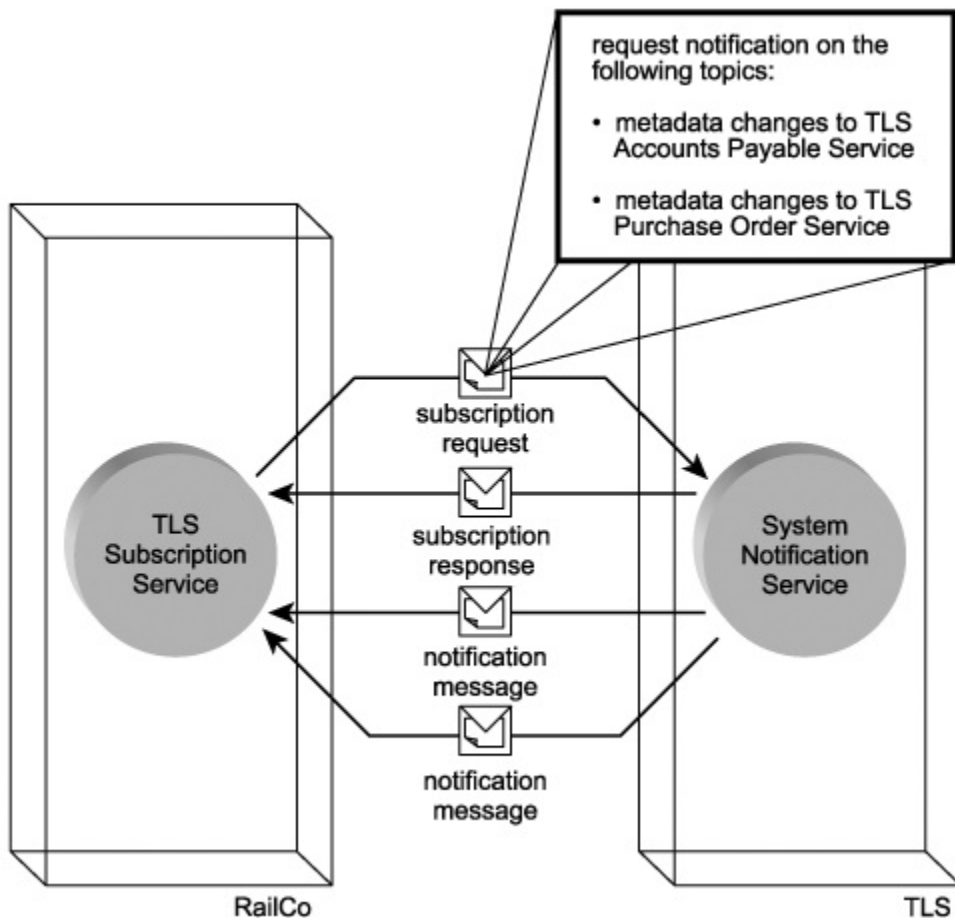 request notification on the
following topics:
• metadata changes to TLS
Accounts Payable Service
• metadata changes to TLS
Purchase Order Service
subscription
request
TLS
Subscription
Service
subscription
response
System
Notification
Service
notification
message
notification
message
RailCo
TLS